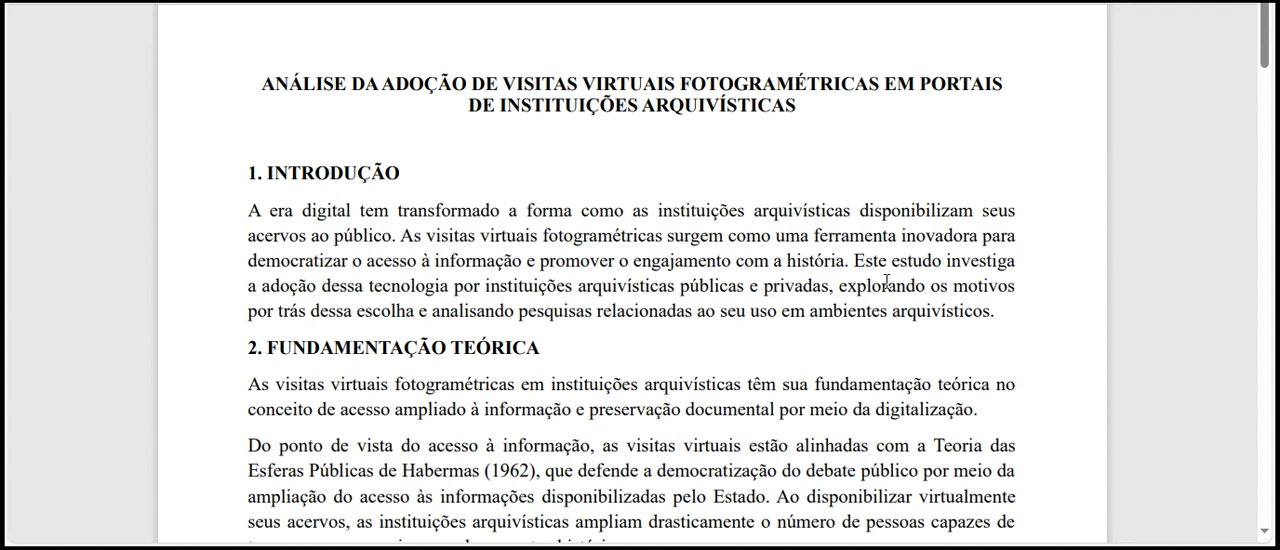 ANÁLISE DA ADOÇÃO DE VISITAS VIRTUAIS FOTOGRAMÉTRICAS EM PORTAIS
DE INSTITUIÇÕES ARQUIVÍSTICAS
1. INTRODUÇÃO
A era digital tem transformado a forma como as instituições arquivísticas disponibilizam seus
acervos ao público. As visitas virtuais fotogramétricas surgem como uma ferramenta inovadora para
democratizar o acesso à informação e promover o engajamento com a história. Este estudo investiga
a adoção dessa tecnologia por instituições arquivísticas públicas e privadas, explorando os motivos
por trás dessa escolha e analisando pesquisas relacionadas ao seu uso em ambientes arquivísticos.
2. FUNDAMENTAÇÃO TEÓRICA
As visitas virtuais fotogramétricas em instituições arquivísticas têm sua fundamentação teórica no
conceito de acesso ampliado à informação e preservação documental por meio da digitalização.
Do ponto de vista do acesso à informação, as visitas virtuais estão alinhadas com a Teoria das
Esferas Públicas de Habermas (1962), que defende a democratização do debate público por meio da
ampliação do acesso às informações disponibilizadas pelo Estado. Ao disponibilizar virtualmente
seus acervos, as instituições arquivísticas ampliam drasticamente o número de pessoas capazes de